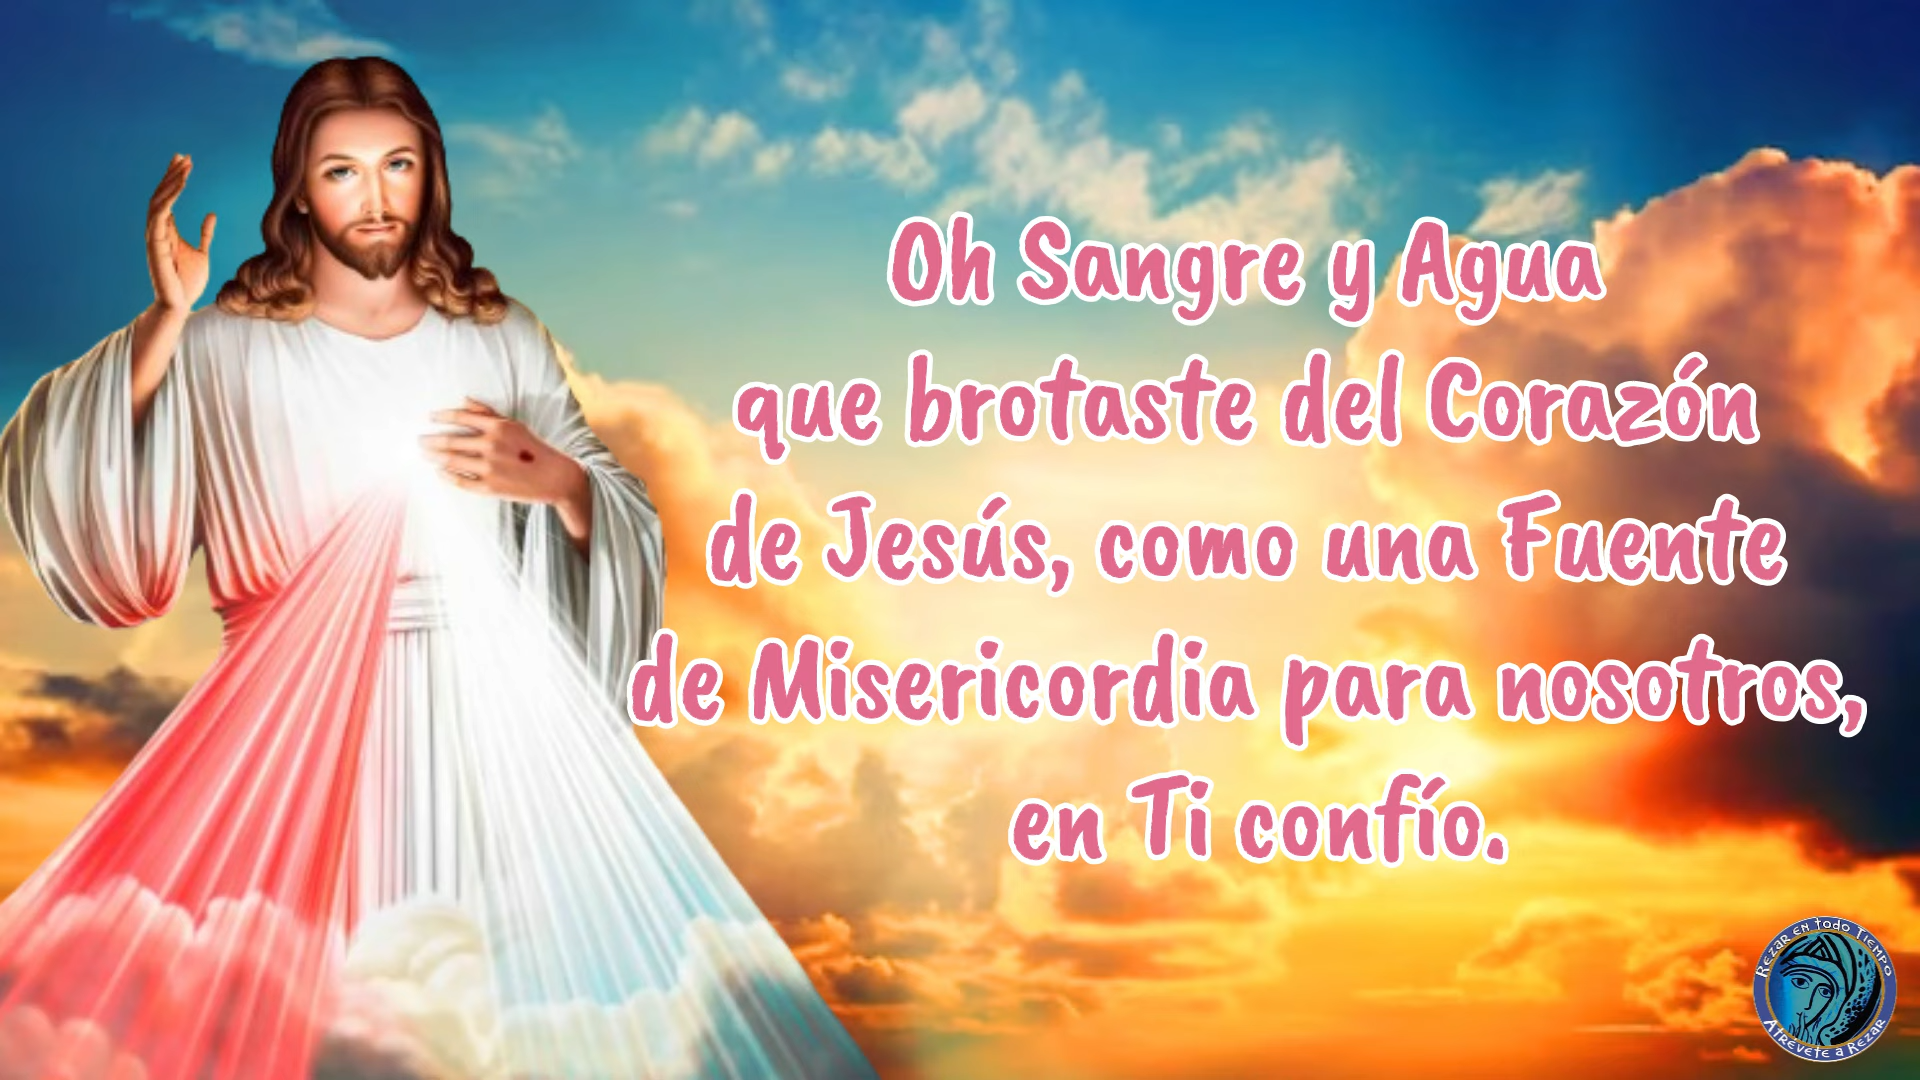 Oh Sangre y Agua
que brotaste del Corazón
de Jesús, como una Fuente
de Misericordia para nosotros,
en Ti confío.
Rezar en todo Tiempo
Atrévete a Rezar